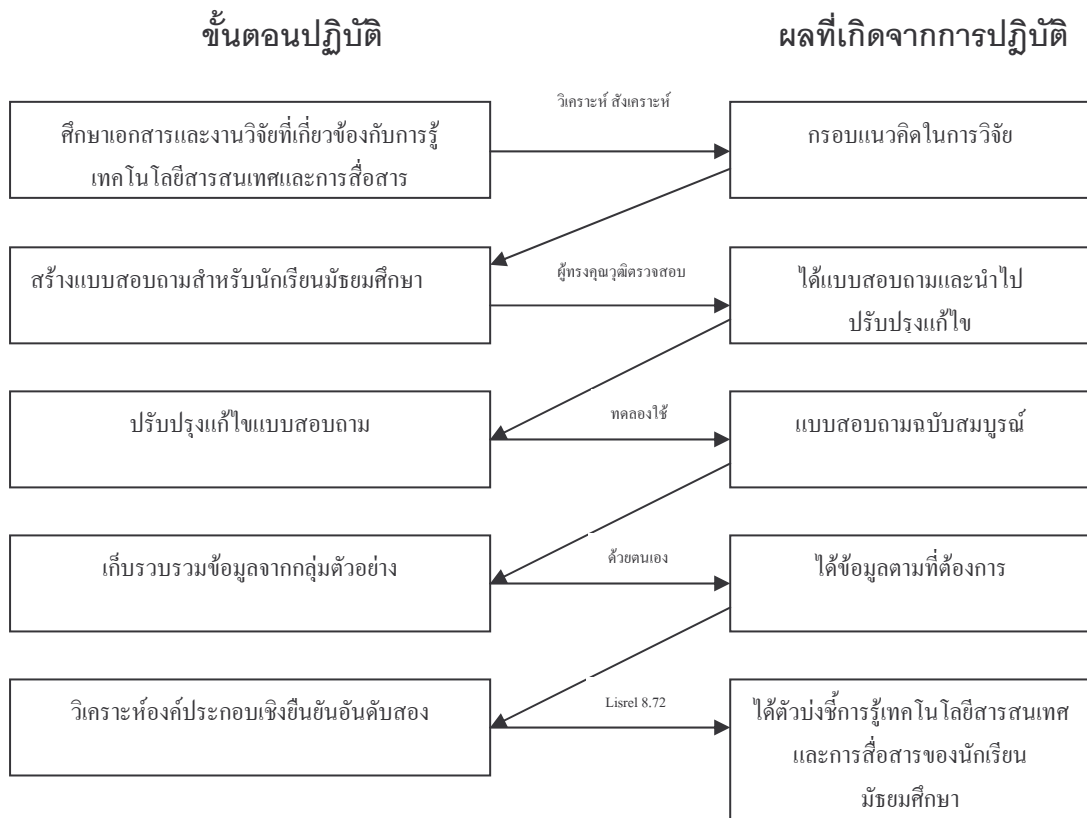 ขั้นตอนปฏิบัติ
ผลที่เกิดจากการปฏิบัติ
ศึกษาเอกสารและงานวิจัยที่เกี่ยวข้องกับการรู้
เทคโนโลยีสารสนเทศและการสื่อสาร
วิเคราะห์ สังเคราะห์
กรอบแนวคิดในการวิจัย
สร้างแบบสอบถามสำหรับนักเรียนมัธยมศึกษา
ผู้ทรงคุณวุฒิตรวจสอบ
ได้แบบสอบถามและนำไป
ปรับปรุงแก้ไข
ปรับปรุงแก้ไขแบบสอบถาม
ทดลองใช้
แบบสอบถามฉบับสมบูรณ์
เก็บรวบรวมข้อมูลจากกลุ่มตัวอย่าง
ด้วยตนเอง
ได้ข้อมูลตามที่ต้องการ
วิเคราะห์องค์ประกอบเชิงยืนยันอันดับสอง
Lisrel 8.72
ได้ตัวบ่งชี้การรู้เทคโนโลยีสารสนเทศ
และการสื่อสารของนักเรียน
มัธยมศึกษา